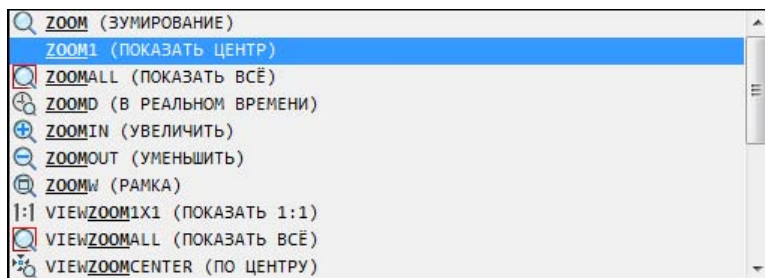 ZOOM (ЗУМИРОВАНИЕ)
ZOOM1 (ПОКАЗАТЬ ЦЕНТР)
ZOOMALL (ПОКАЗАТЬ ВСЁ)
ZOOMD (В РЕАЛЬНОМ ВРЕМЕНИ)
ZOOMIN (УВЕЛИЧИТЬ)
ZOOMOUT (УМЕНЬШИТЬ)
ZOOMW (РАМКА)
1:1 VIEWZOOM1X1 (ПОКАЗАТЬ 1:1)
VIEWZOOMALL (ПОКАЗАТЬ ВСЁ)
VIEWZOOMCENTER (ПО ЦЕНТРУ)